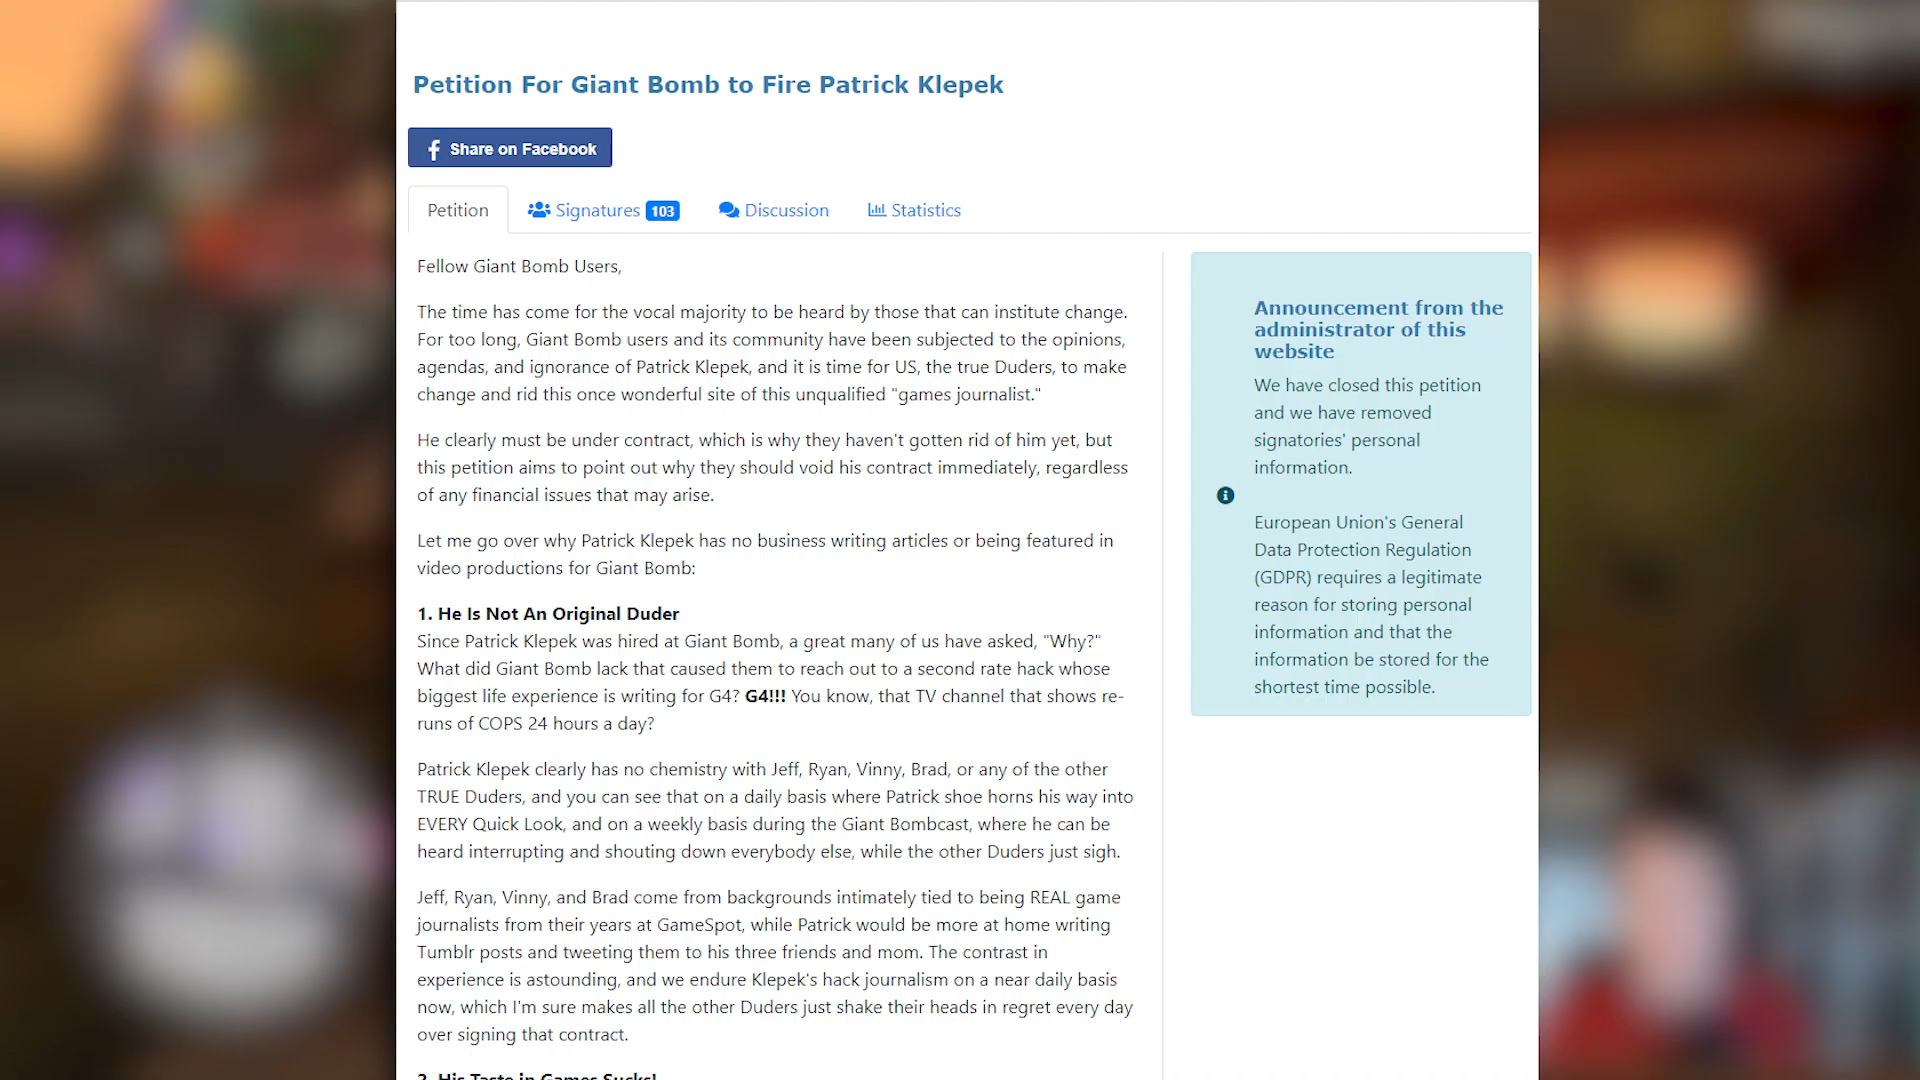 Petition For Giant Bomb to Fire Patrick Klepek
Share on Facebook
Petition
Signatures 103
Discussion
Statistics
Fellow Giant Bomb Users,
The time has come for the vocal majority to be heard by those that can institute change.
For too long, Giant Bomb users and its community have been subjected to the opinions,
agendas, and ignorance of Patrick Klepek, and it is time for US, the true Duders, to make
change and rid this once wonderful site of this unqualified "games journalist."
He clearly must be under contract, which is why they haven't gotten rid of him yet, but
this petition aims to point out why they should void his contract immediately, regardless
of any financial issues that may arise.
Let me go over why Patrick Klepek has no business writing articles or being featured in
video productions for Giant Bomb:
1. He Is Not An Original Duder
Since Patrick Klepek was hired at Giant Bomb, a great many of us have asked, "Why?"
What did Giant Bomb lack that caused them to reach out to a second rate hack whose
biggest life experience is writing for G4? G4!!! You know, that TV channel that shows re-
runs of COPS 24 hours a day?
Patrick Klepek clearly has no chemistry with Jeff, Ryan, Vinny, Brad, or any of the other
TRUE Duders, and you can see that on a daily basis where Patrick shoe horns his way into
EVERY Quick Look, and on a weekly basis during the Giant Bombcast, where he can be
heard interrupting and shouting down everybody else, while the other Duders just sigh.
Jeff, Ryan, Vinny, and Brad come from backgrounds intimately tied to being REAL game
journalists from their years at GameSpot, while Patrick would be more at home writing
Tumblr posts and tweeting them to his three friends and mom. The contrast in
experience is astounding, and we endure Klepek's hack journalism on a near daily basis
now, which I'm sure makes all the other Duders just shake their heads in regret every day
over signing that contract.
2. His Taste in Games Sucks!
Announcement from the
administrator of this
website
We have closed this petition
and we have removed
signatories' personal
information.
European Union's General
Data Protection Regulation
(GDPR) requires a legitimate
reason for storing personal
information and that the
information be stored for the
shortest time possible.